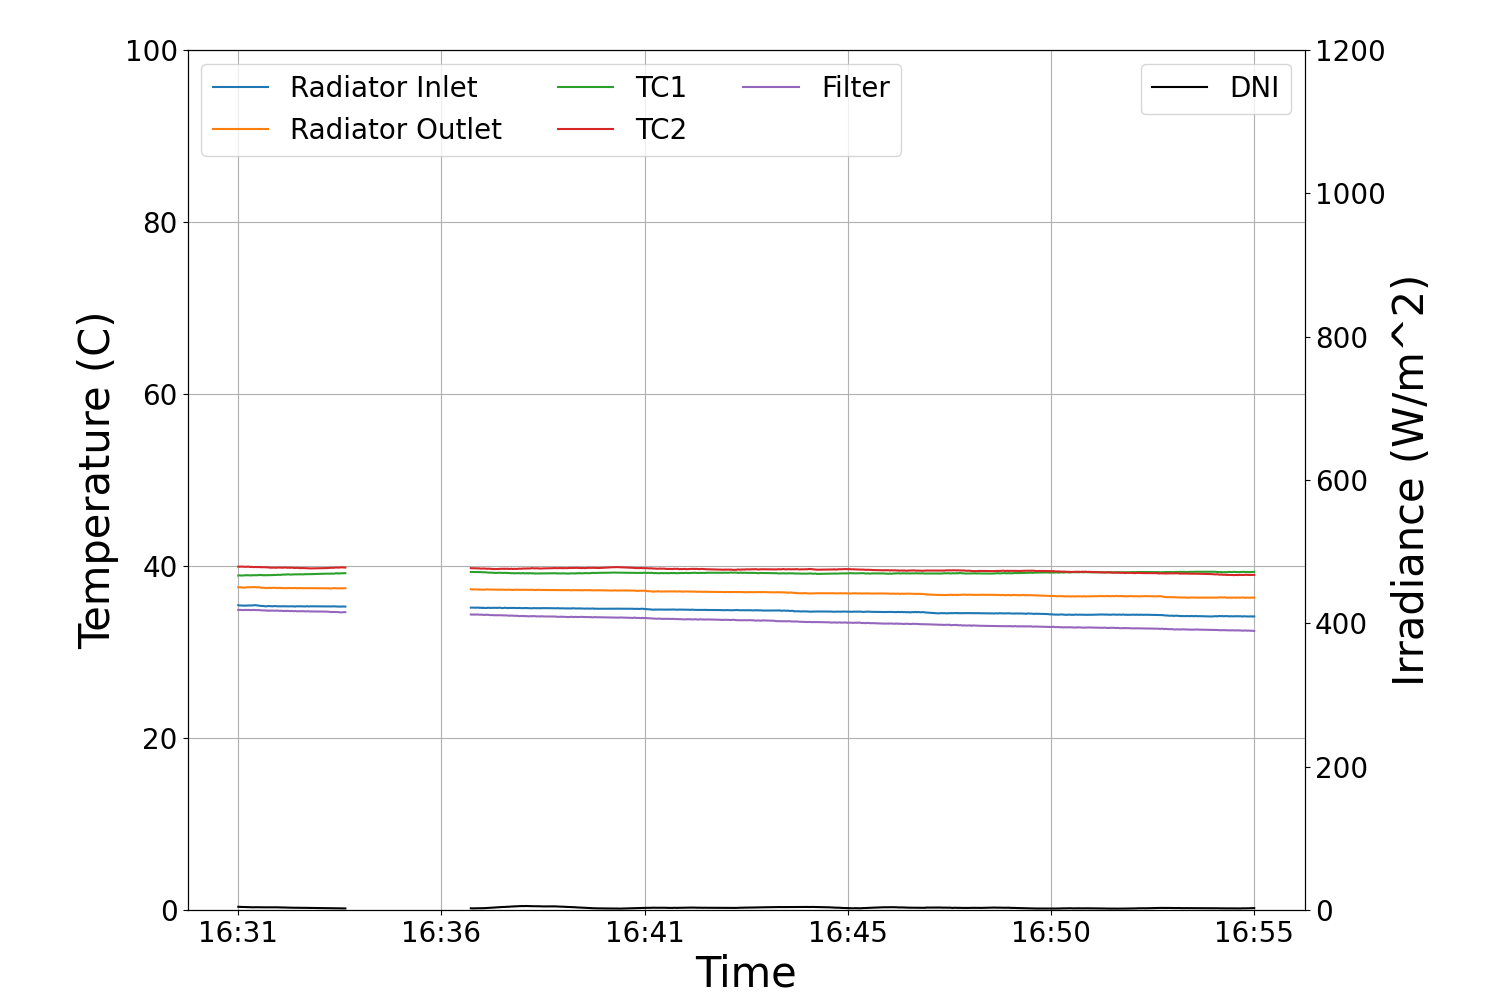 Radiator Inlet
Radiator Outlet
TC1
TC2
Filter
DNI
100
80
60
40
20
0
Temperature (C)
1200
1000
800
600
400
200
0
Irradiance (W/m^2)
16:31
16:36
16:41
16:45
16:50
16:55
Time